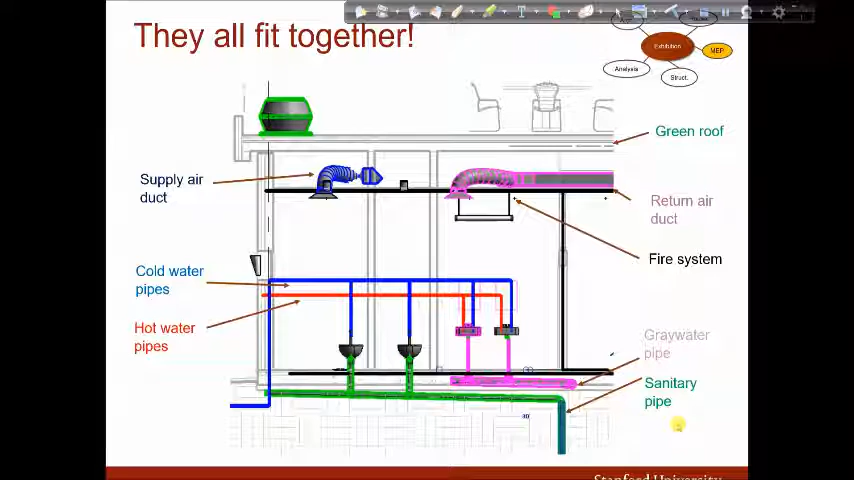 They all fit together!
Exhibition
MEP
Analysis
Struct.
Green roof
Supply air
duct
Return air
duct
Fire system
Cold water
pipes
Hot water
pipes
Graywater
pipe
Sanitary
pipe
Stanford University